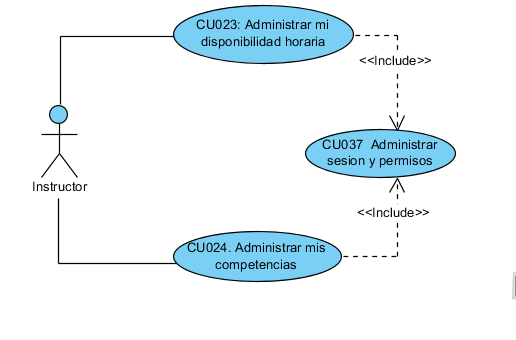 CU023: Administrar mi
disponibilidad horaria
<<Include>>
CU037  Administrar
sesion y permisos
Instructor
<<Include>>
CU024. Administrar mis
competencias